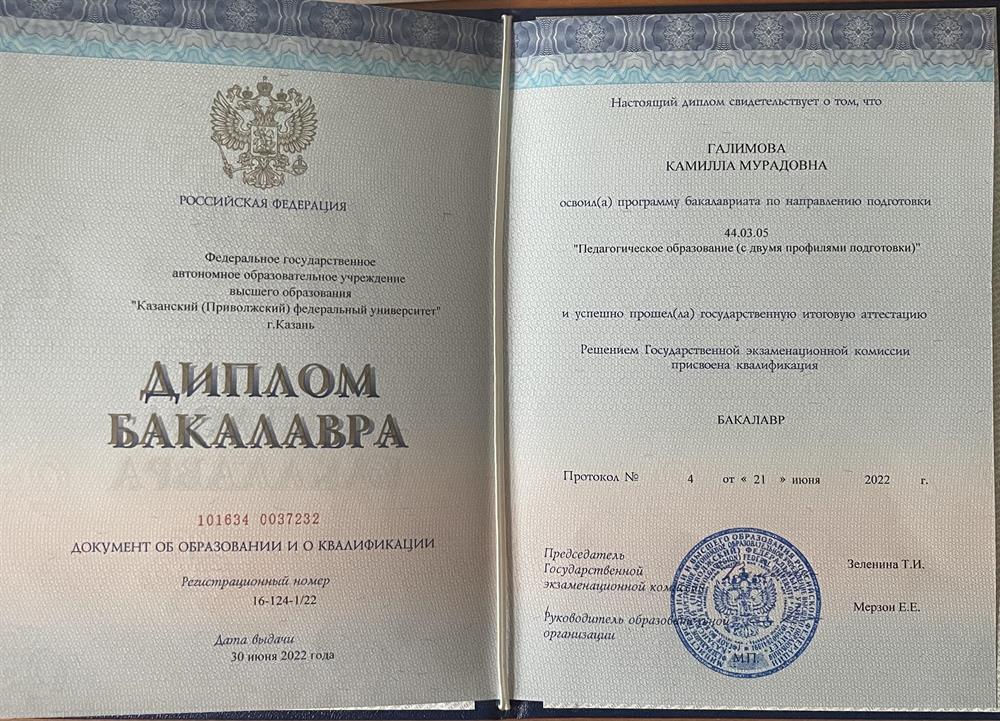 РОССИЙСКАЯ ФЕДЕРАЦИЯ
Федеральное государственное
автономное образовательное учреждение
высшего образования
"Казанский (Приволжский) федеральный университет"
г.Казань
ДИПЛОМ
БАКАЛАВРА
101634 0037232
ДОКУМЕНТ ОБ ОБРАЗОВАНИИ И О КВАЛИФИКАЦИИ
Регистрационный номер
16-124-1/22
Дата выдачи
30 июня 2022 года
Настоящий диплом свидетельствует о том, что
ГАЛИМОВА
КАМИЛЛА МУРАДОВНА
освоил(а) программу бакалавриата по направлению подготовки
44.03.05
"Педагогическое образование (с двумя профилями подготовки)"
и успешно прошел(ла) государственную итоговую аттестацию
Решением Государственной экзаменационной комиссии
присвоена квалификация
БАКАЛАВР
Протокол № 4 от « 21 » июня 2022 г.
Председатель
Государственной
экзаменационной комиссии
Зеленина Т.И.
Руководитель образовательной
организации
Мерзон Е.Е.
М.П.